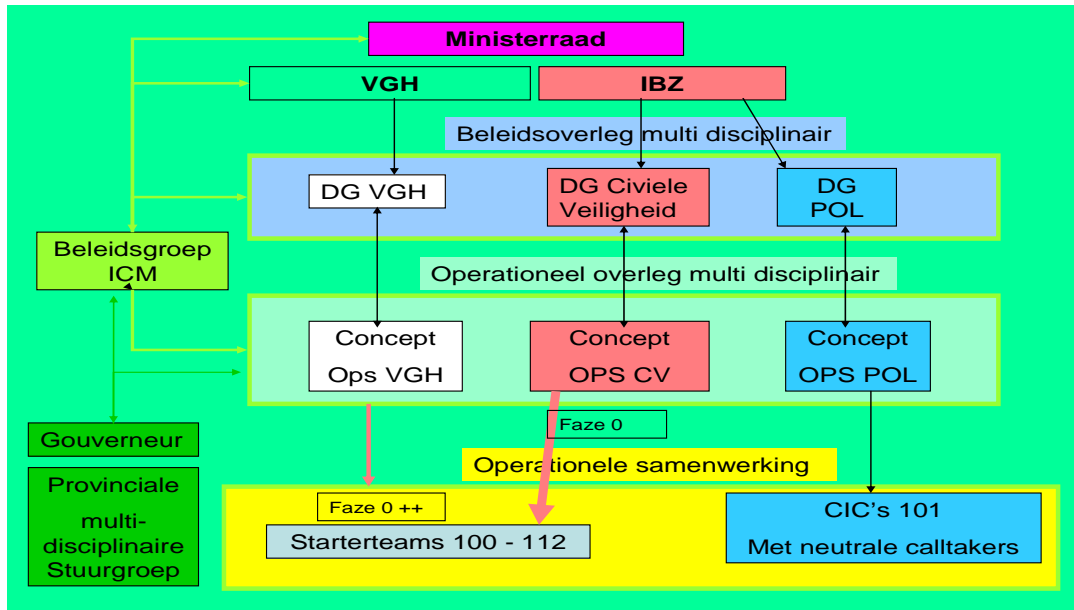 Ministerraad
VGH
IBZ
Beleidsoverleg multi disciplinair
DG VGH
DG Civiele
Veiligheid
DG
POL
Beleidsgroep
ICM
Operationeel overleg multi disciplinair
Concept
Ops VGH
Concept
OPS CV
Concept
OPS POL
Faze 0
Gouverneur
Operationele samenwerking
Provinciale
multi-
disciplinaire
Stuurgroep
Faze 0 ++
Starterteams 100 - 112
CIC's 101
Met neutrale calltakers